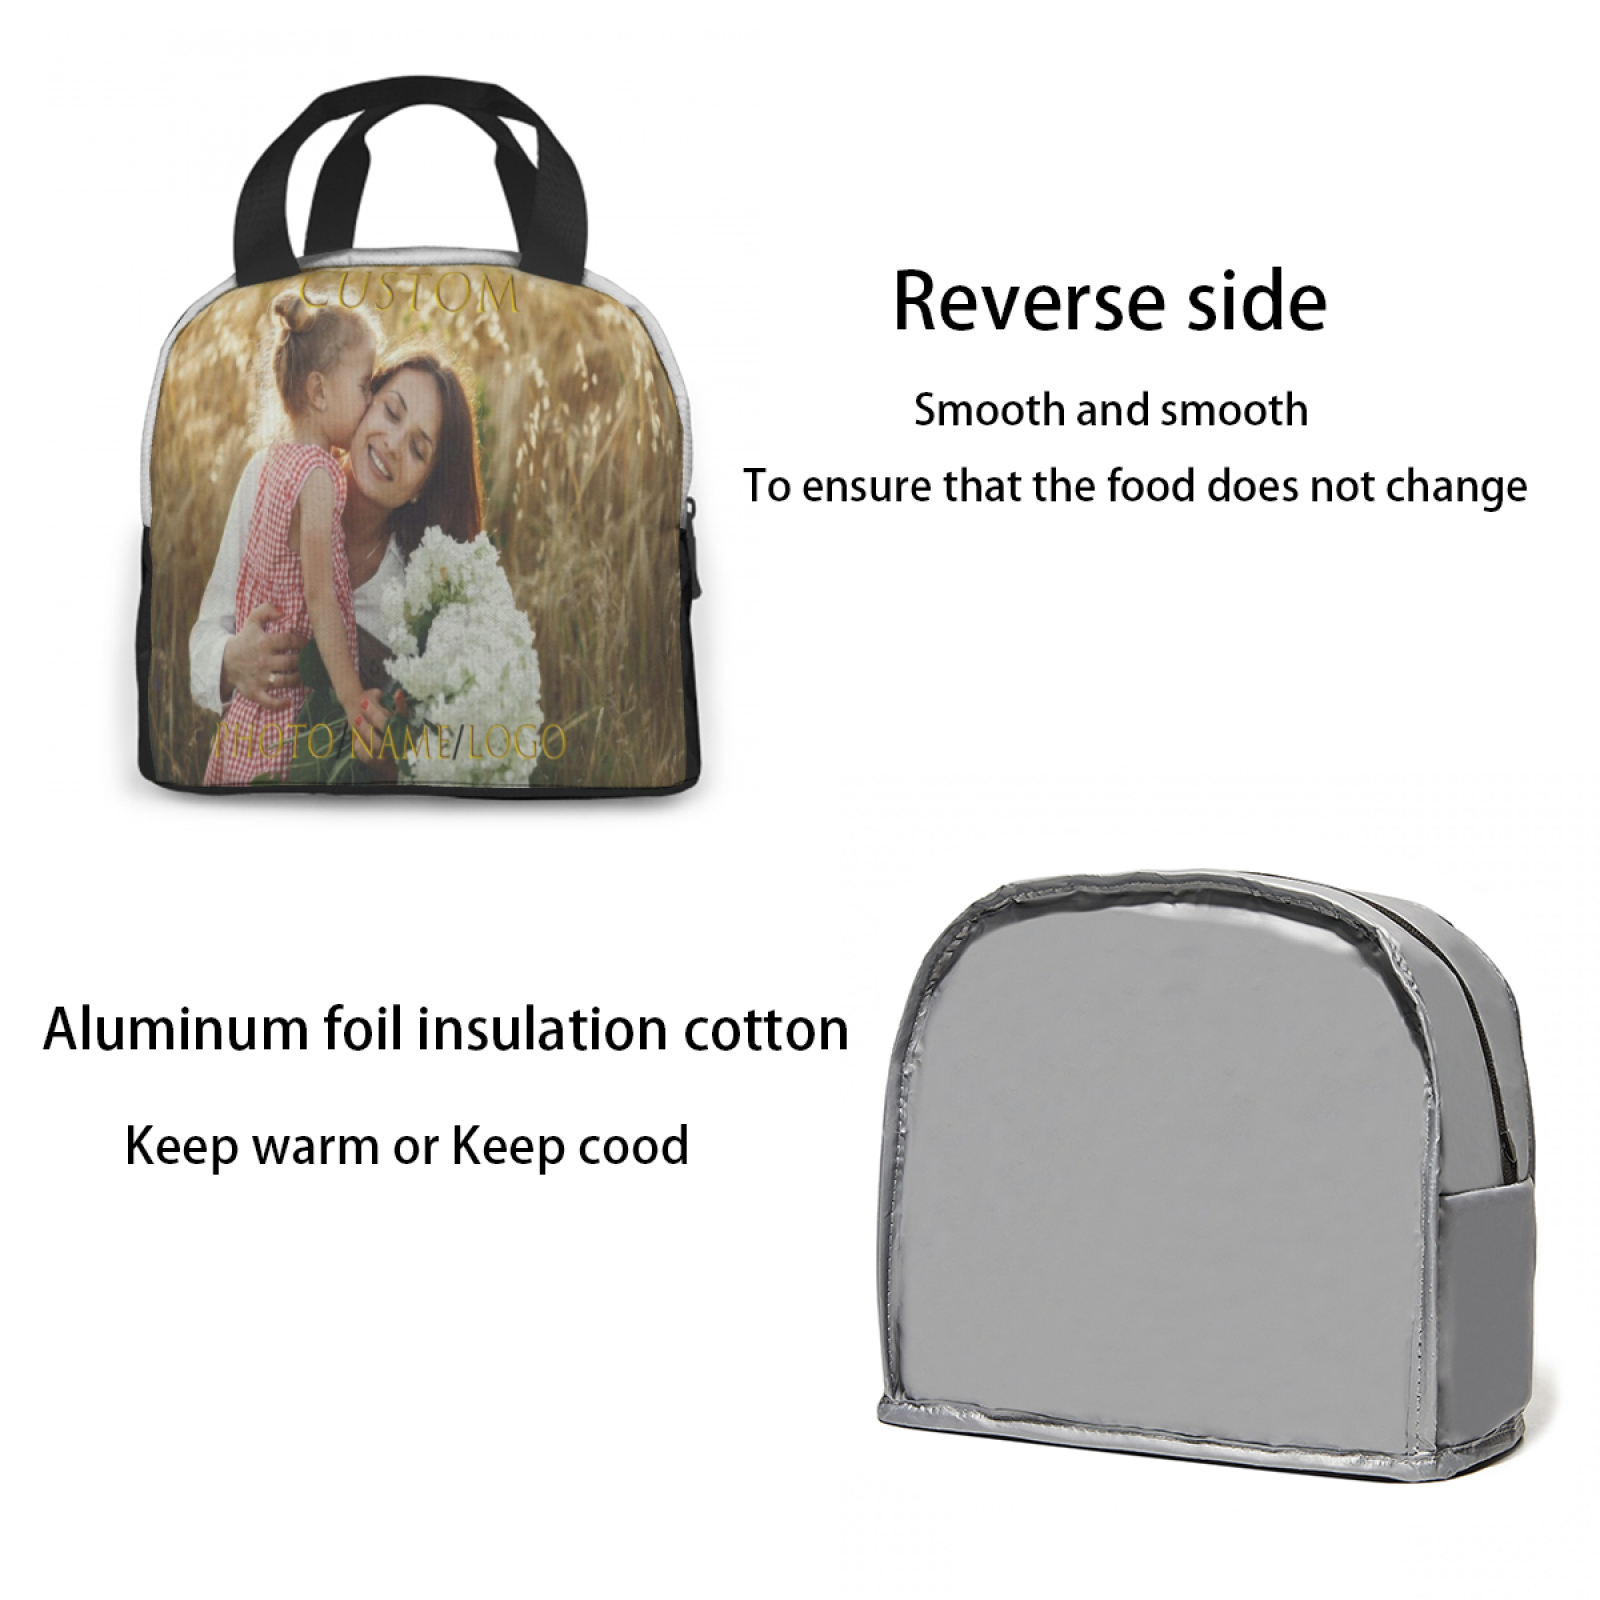 CUSTOM
PHOTO/NAME/LOGO
Reverse side
Smooth and smooth
To ensure that the food does not change
Aluminum foil insulation cotton
Keep warm or Keep cood